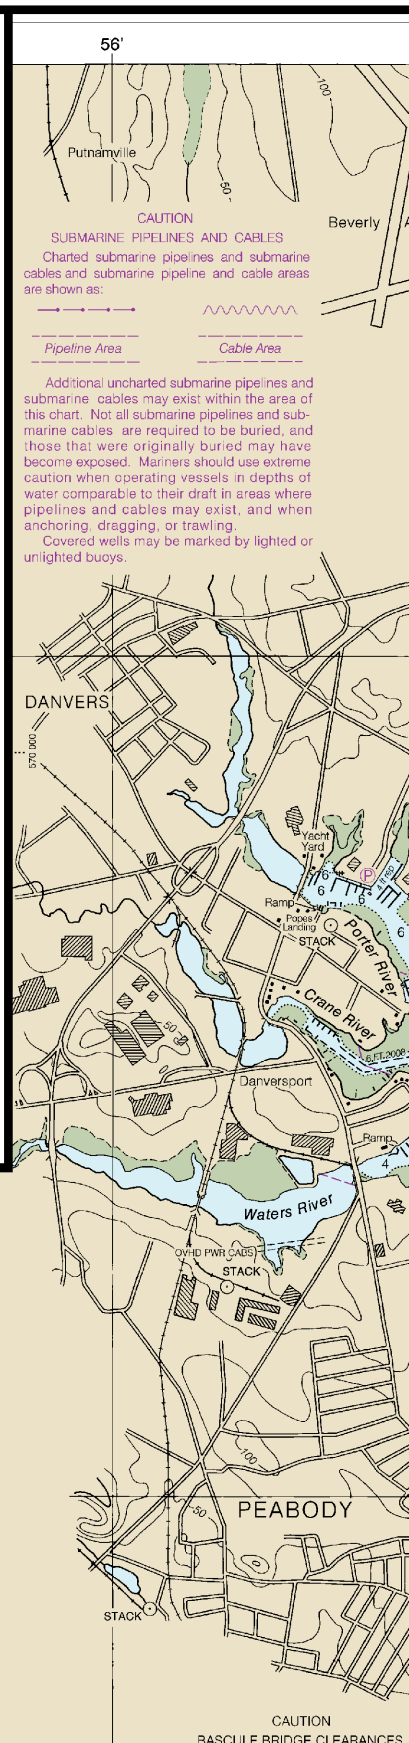 56'
100
Putnamville
50
Beverly
CAUTION
SUBMARINE PIPELINES AND CABLES
Charted submarine pipelines and submarine
cables and submarine pipeline and cable areas
are shown as:
Pipeline Area
Cable Area
Additional uncharted submarine pipelines and
submarine cables may exist within the area of
this chart. Not all submarine pipelines and sub-
marine cables are required to be buried, and
those that were originally buried may have
become exposed. Mariners should use extreme
caution when operating vessels in depths of
water comparable to their draft in areas where
pipelines and cables may exist, and when
anchoring, dragging, or trawling.
Covered wells may be marked by lighted or
unlighted buoys.
DANVERS
570 000
Yacht
Yard
P
6
6
6
6
Ramp
Popes
Landing
STACK
Porter River
Crane River
50
6 FT 2006
Danversport
Ramp
4
Waters River
OVHD PWR CABS
STACK
100
50
PEABODY
STACK
CAUTION
BASCULE BRIDGE CLEARANCES